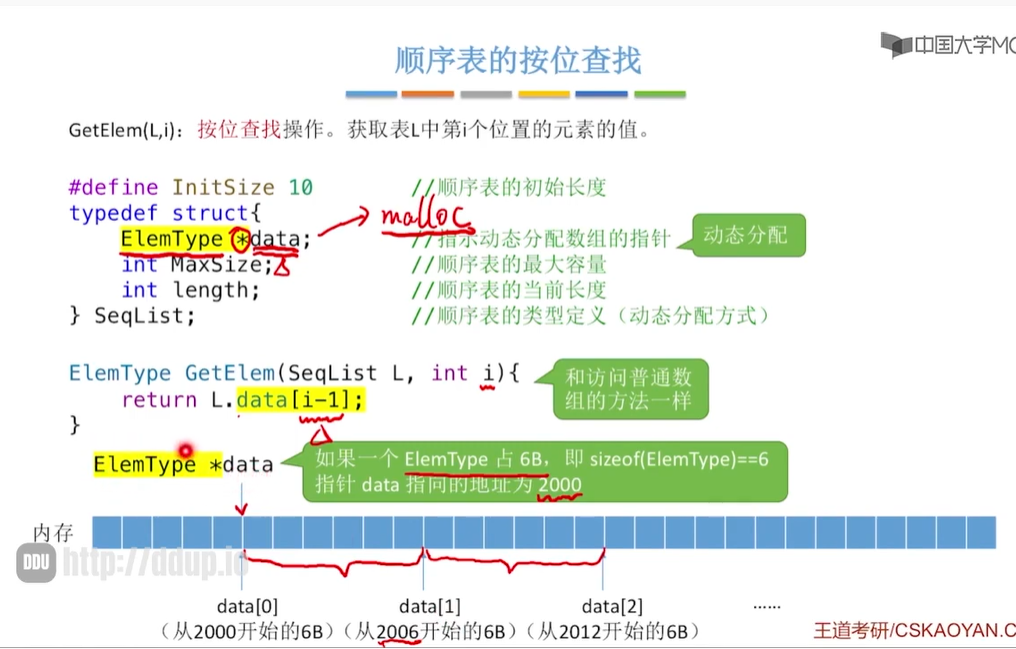 中国大学MO
顺序表的按位查找
GetElem(L,i)：按位查找操作。获取表L中第i个位置的元素的值。
#define InitSize 10 //顺序表的初始长度
typedef struct{
malloc
ElemType *data; //指示动态分配数组的指针
动态分配
int MaxSize; //顺序表的最大容量
int length; //顺序表的当前长度
} SeqList; //顺序表的类型定义（动态分配方式）
ElemType GetElem(SeqList L, int i){
return L.data[i-1];
}
和访问普通数
组的方法一样
ElemType *data
如果一个 ElemType 占 6B，即 sizeof(ElemType)==6
指针 data 指向的地址为 2000
内存
DDU http://ddup.io
data[0] data[1] data[2] ……
（从2000开始的6B）（从2006开始的6B）（从2012开始的6B）
王道考研/CSKAOYAN.C